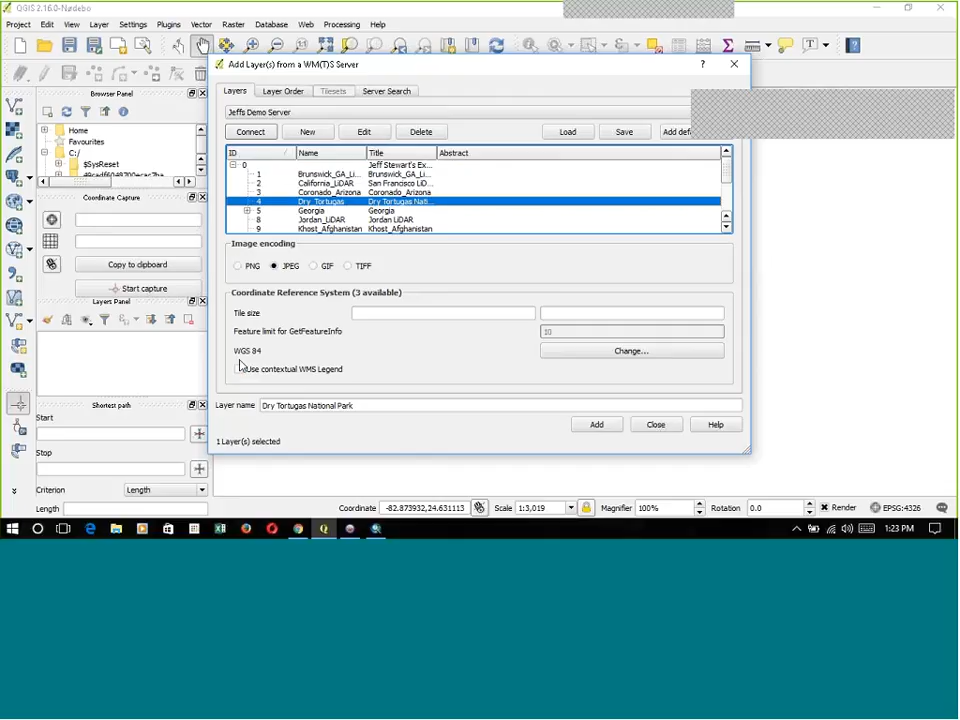 QGIS 2.16.0-Nødebo
Project Edit View Layer Settings Plugins Vector Raster Database Web Processing Help
Add Layer(s) from a WM(T)S Server ?
Layers Layer Order Tilesets Server Search
Jeffs Demo Server
Connect New Edit Delete Load Save Add
ID Name Title Abstract
0 Jeff Stewart's Ex...
1 Brunswick_GA_Li... Brunswick_GA_Li...
2 California_LiDAR San Francisco LiD...
3 Coronado_Arizona Coronado_Arizona
4 Dry_Tortugas Dry Tortugas Nati...
5 Georgia Georgia
8 Jordan_LiDAR Jordan LiDAR
9 Khost_Afghanistan Khost_Afghanistan
Image encoding
PNG JPEG GIF TIFF
Coordinate Reference System (3 available)
Tile size
Feature limit for GetFeatureInfo 10
WGS 84 Change...
Use contextual WMS Legend
Layer name Dry Tortugas National Park
Add Close Help
1 Layer(s) selected
Browser Panel
Home
Favourites
C:/
$SysReset
Coordinate Capture
Copy to clipboard
Start capture
Layers Panel
Shortest path
Start
Stop
Criterion Length
Length
Coordinate -82.873932,24.631113 Scale 1:3,019 Magnifier 100% Rotation 0.0 Render EPSG:4326
1:23 PM